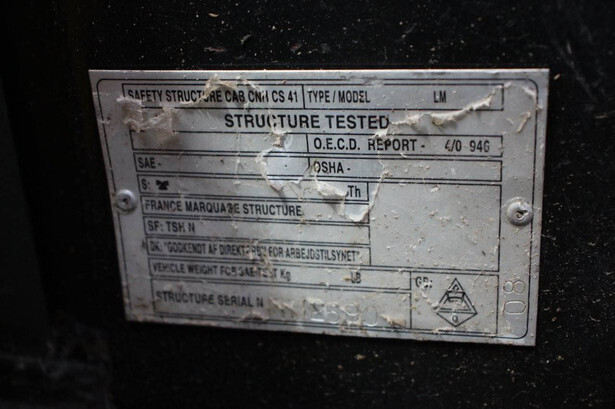 SAFETY STRUCTURE CAB CNH CS 41 TYPE / MODEL LM
STRUCTURE TESTED
O.E.C.D. REPORT - 4/0 946
SAE - OSHA -
S: Th
FRANCE MARQUAGE STRUCTURE
SF: TSH N
DK. "GODKENDT AF DIREKTØREN FOR ARBEJDSTILSYNET"
VEHICLE WEIGHT FOR SAE TEST Kg LB
STRUCTURE SERIAL N
GB:
08